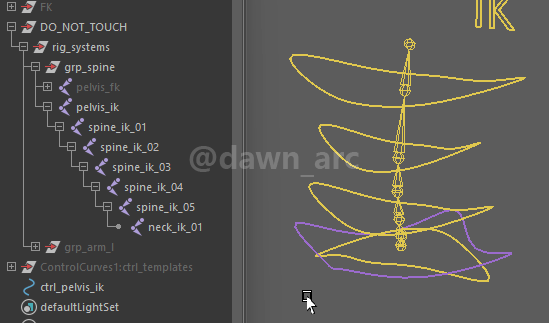 FK
DO_NOT_TOUCH
rig_systems
grp_spine
pelvis_fk
pelvis_ik
spine_ik_01
spine_ik_02
spine_ik_03
spine_ik_04
spine_ik_05
neck_ik_01
grp_arm_l
ControlCurves1:ctrl_templates
ctrl_pelvis_ik
defaultLightSet
IK
@dawn_arc